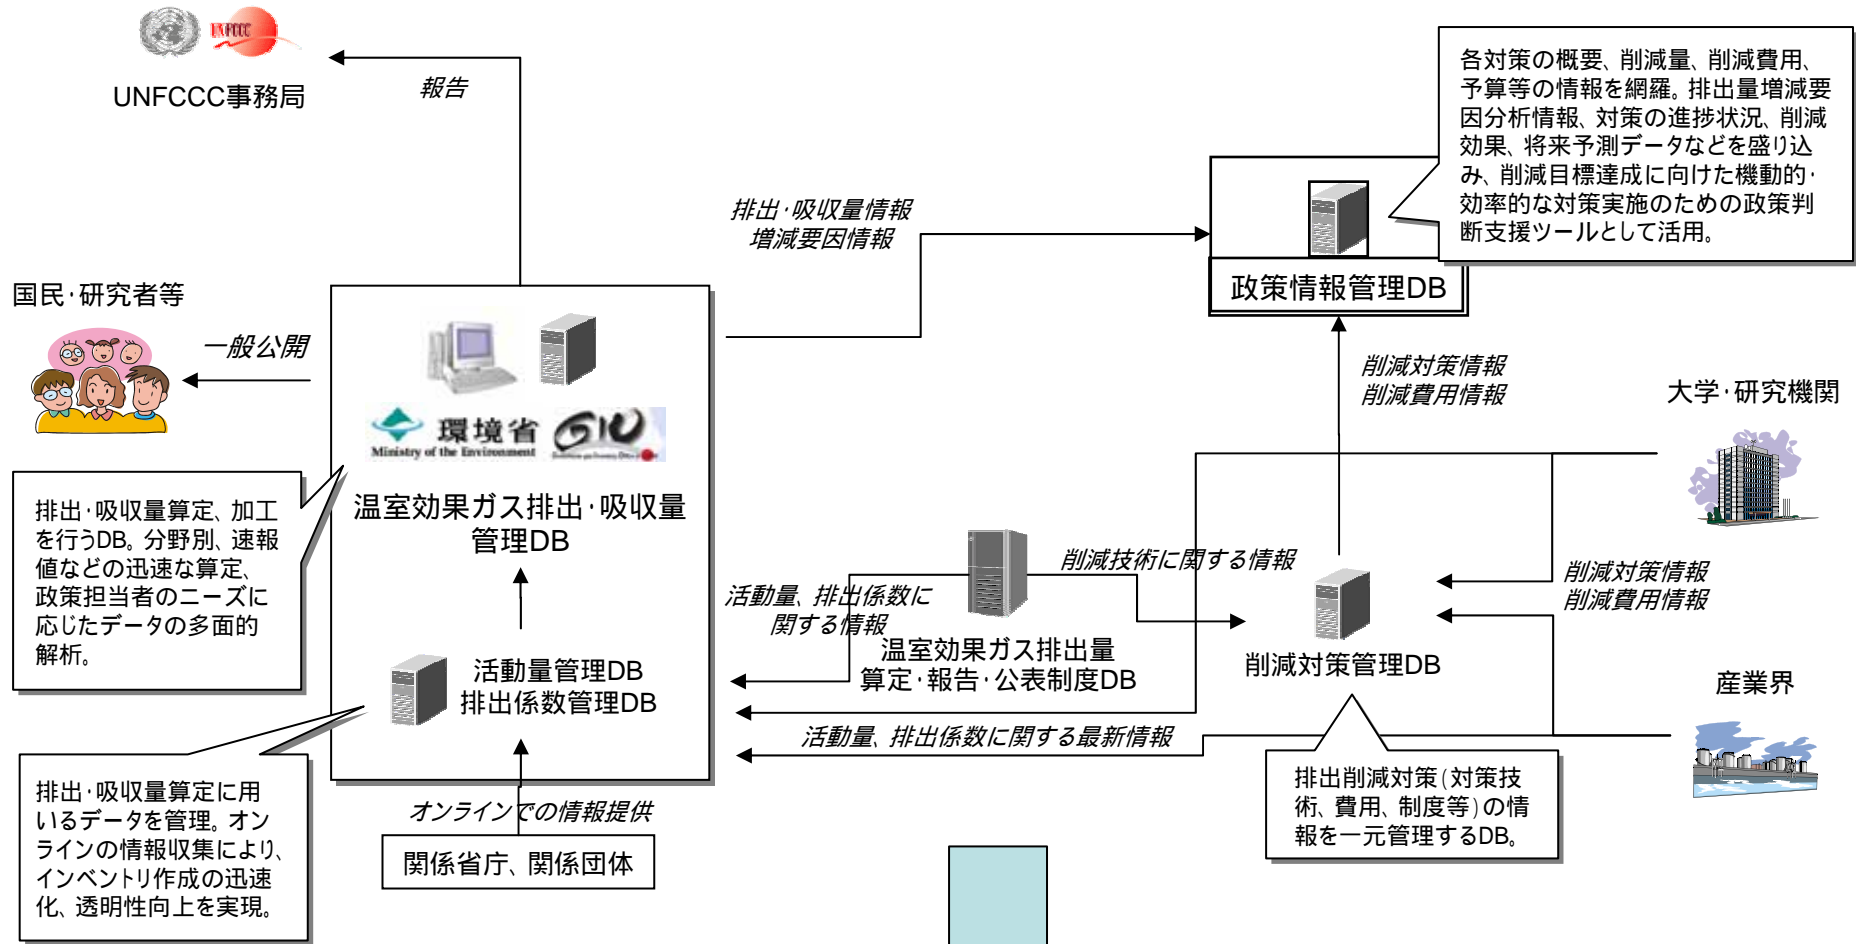 UNFCCC
UNFCCC事務局
報告
各対策の概要、削減量、削減費用、
予算等の情報を網羅。排出量増減要
因分析情報、対策の進捗状況、削減
効果、将来予測データなどを盛り込
み、削減目標達成に向けた機動的・
効率的な対策実施のための政策判
断支援ツールとして活用。
排出・吸収量情報
増減要因情報
政策情報管理DB
国民・研究者等
一般公開
環境省
Ministry of the Environment
GIO
温室効果ガス排出・吸収量
管理DB
排出・吸収量算定、加工
を行うDB。分野別、速報
値などの迅速な算定、
政策担当者のニーズに
応じたデータの多面的
解析。
削減対策情報
削減費用情報
大学・研究機関
削減技術に関する情報
活動量、排出係数に
関する情報
温室効果ガス排出量
算定・報告・公表制度DB
削減対策管理DB
削減対策情報
削減費用情報
活動量管理DB
排出係数管理DB
産業界
活動量、排出係数に関する最新情報
排出・吸収量算定に用
いるデータを管理。オン
ラインの情報収集により、
インベントリ作成の迅速
化、透明性向上を実現。
オンラインでの情報提供
関係省庁、関係団体
排出削減対策(対策技
術、費用、制度等)の情
報を一元管理するDB。